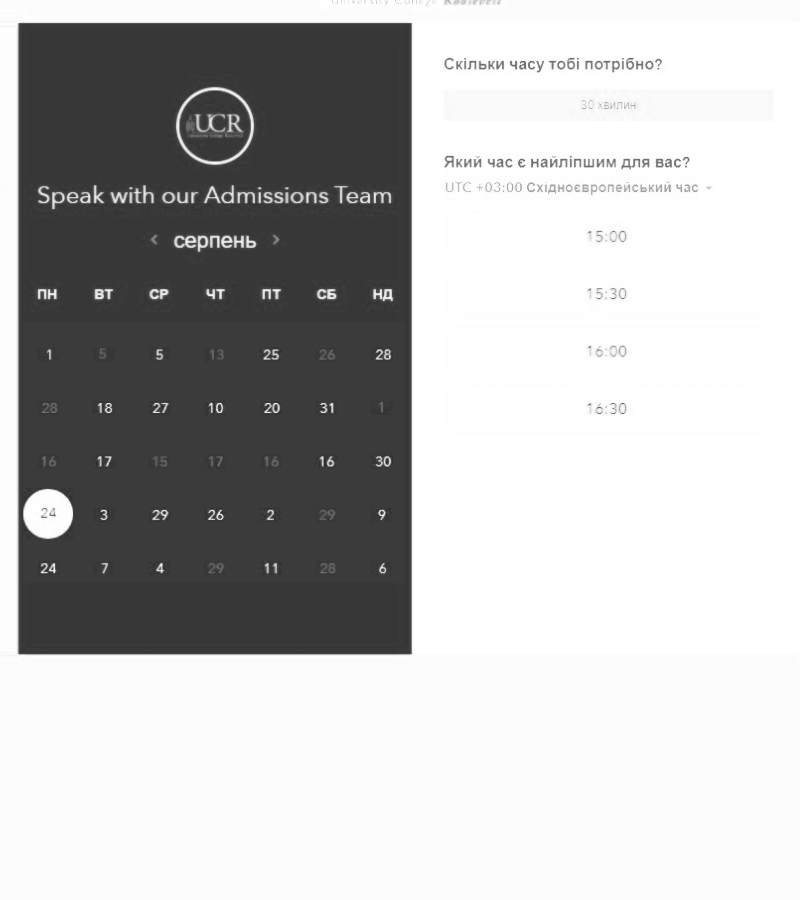 University College Roosevelt
UCR
Speak with our Admissions Team
серпень
ПН ВТ СР ЧТ ПТ СБ НД
1 5 5 13 25 26 28
28 18 27 10 20 31 1
16 17 15 17 16 16 30
24 3 29 26 2 29 9
24 7 4 29 11 28 6
Скільки часу тобі потрібно?
30 хвилин
Який час є найліпшим для вас?
UTC +03:00 Східноєвропейський час
15:00
15:30
16:00
16:30